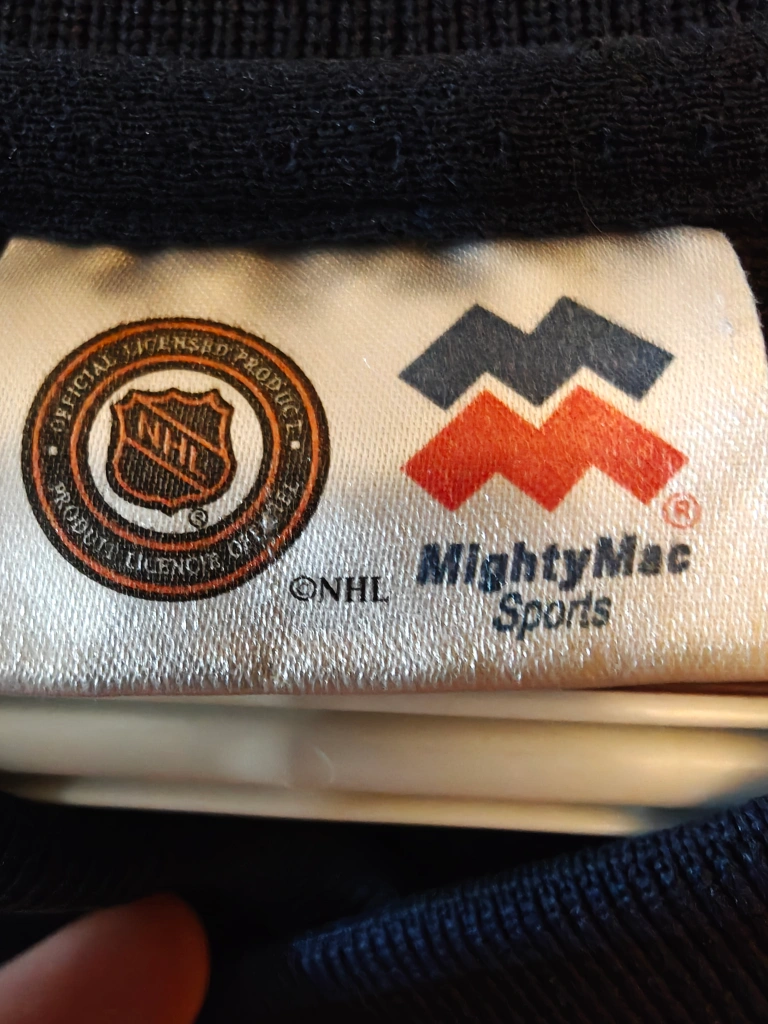 · OFFICIAL LICENSED PRODUCT ·
NHL
®
PRODUIT LICENCIÉ OFFICIEL
©NHL
®
MightyMac
Sports